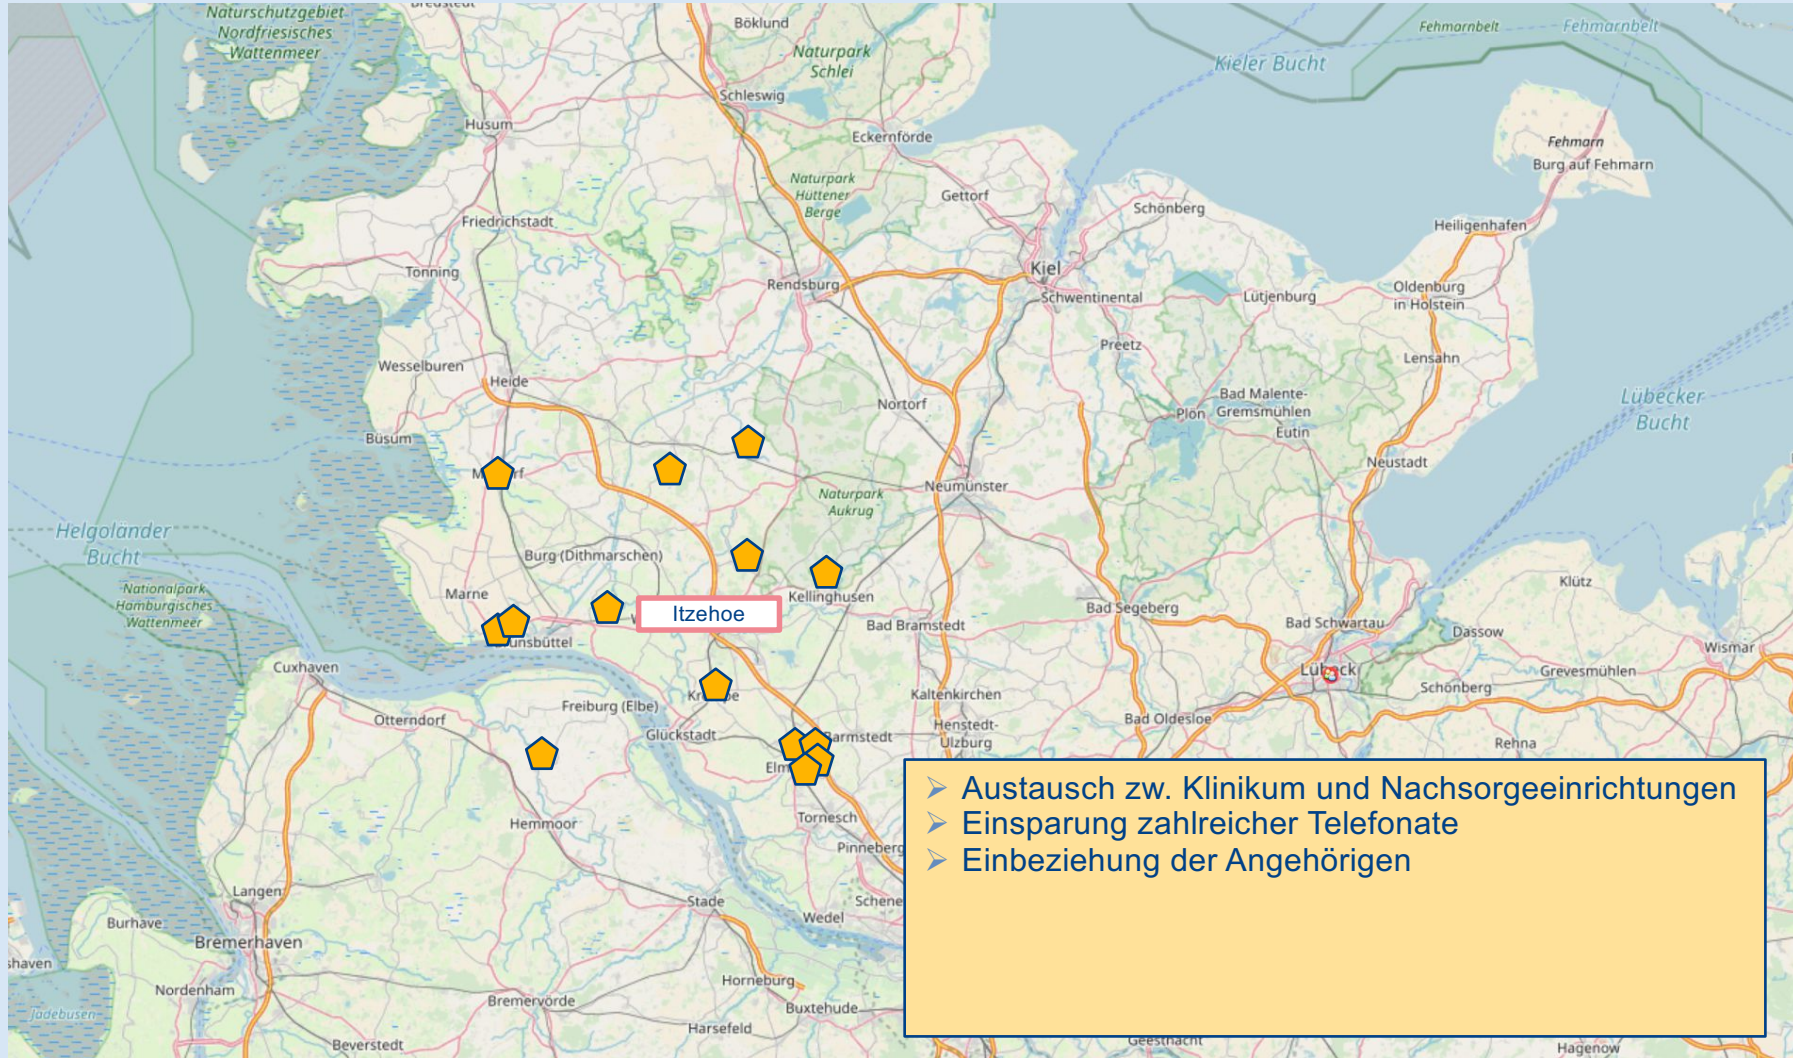 Naturschutzgebiet
Nordfriesisches
Wattenmeer
Böklund
Naturpark
Schlei
Schleswig
Husum
Eckernförde
Kieler Bucht
Fehmarnbelt
Fehmarnbelt
Fehmarn
Burg auf Fehmarn
Naturpark
Hüttener
Berge
Gettorf
Schönberg
Friedrichstadt
Heiligenhafen
Tönning
Rendsburg
Kiel
Schwentinental
Lütjenburg
Oldenburg
in Holstein
Preetz
Lensahn
Wesselburen
Heide
Nortorf
Plön
Bad Malente-
Gremsmühlen
Eutin
Lübecker
Bucht
Büsum
Neustadt
Neumünster
Naturpark
Aukrug
Helgoländer
Bucht
Burg (Dithmarschen)
Nationalpark
Hamburgisches
Wattenmeer
Marne
Kellinghusen
Itzehoe
Bad Bramstedt
Bad Segeberg
Klütz
Bad Schwartau
Dassow
Wismar
Cuxhaven
Lübeck
Grevesmühlen
Schönberg
Otterndorf
Freiburg (Elbe)
Glückstadt
Kaltenkirchen
Henstedt-
Ulzburg
Bad Oldesloe
Rehna
Hemmoor
Tornesch
Pinneberg
➢ Austausch zw. Klinikum und Nachsorgeeinrichtungen
➢ Einsparung zahlreicher Telefonate
➢ Einbeziehung der Angehörigen
Langen
Burhave
Bremerhaven
Stade
Wedel
Schene
shaven
Nordenham
Horneburg
Jadebusen
Bremervörde
Buxtehude
Harsefeld
Beverstedt
Geesthacht
Hagenow